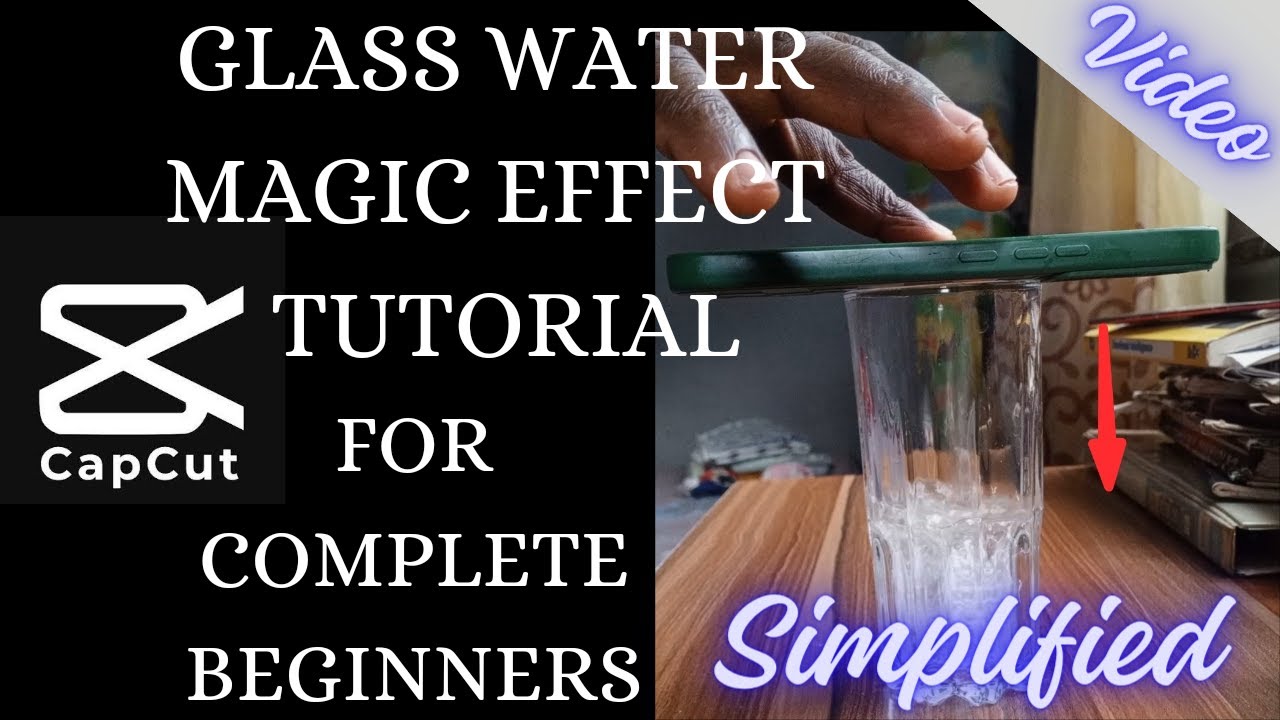 GLASS WATER
MAGIC EFFECT
TUTORIAL
FOR
COMPLETE
BEGINNERS
CapCut
Video
Simplified